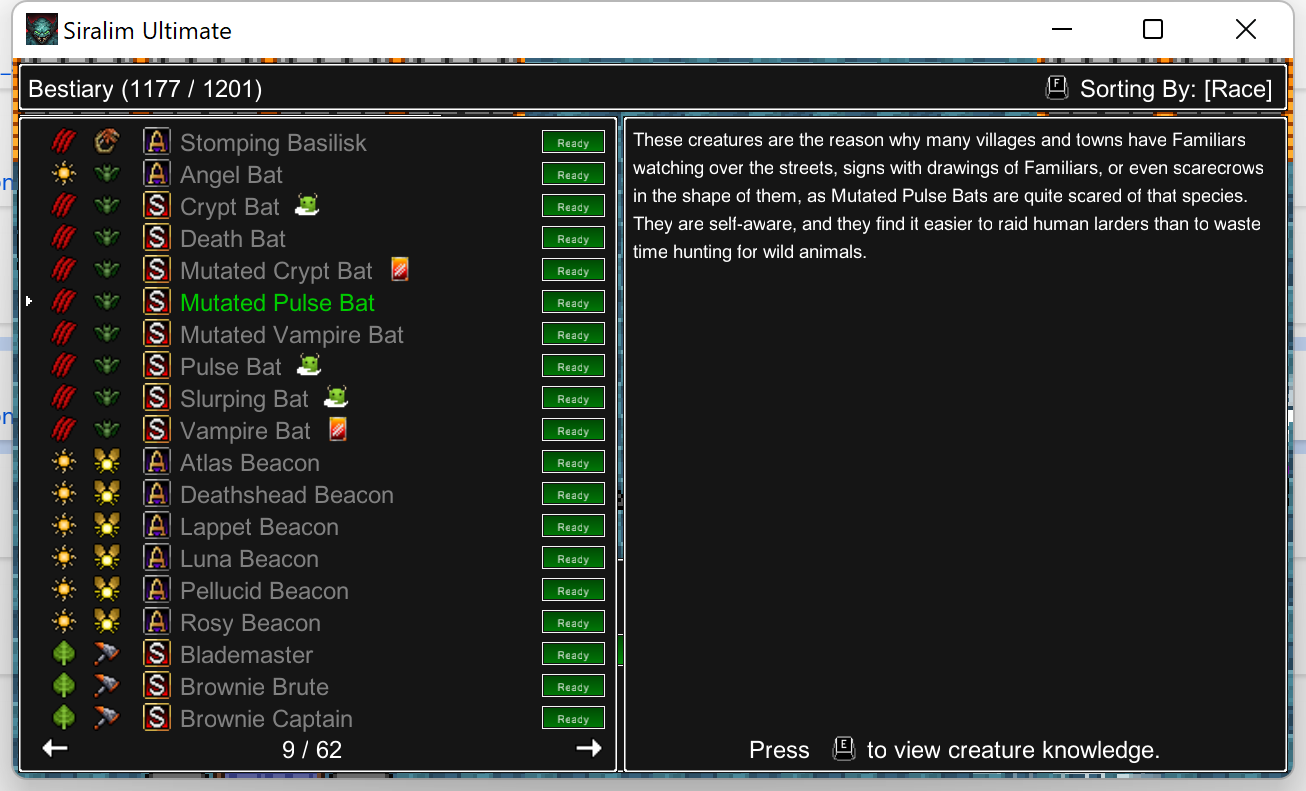 Siralim Ultimate
Bestiary (1177 / 1201)
F Sorting By: [Race]
A Stomping Basilisk Ready
A Angel Bat Ready
S Crypt Bat Ready
S Death Bat Ready
S Mutated Crypt Bat Ready
S Mutated Pulse Bat Ready
S Mutated Vampire Bat Ready
S Pulse Bat Ready
S Slurping Bat Ready
S Vampire Bat Ready
A Atlas Beacon Ready
A Deathshead Beacon Ready
A Lappet Beacon Ready
A Luna Beacon Ready
A Pellucid Beacon Ready
A Rosy Beacon Ready
S Blademaster Ready
S Brownie Brute Ready
S Brownie Captain Ready
9 / 62
These creatures are the reason why many villages and towns have Familiars
watching over the streets, signs with drawings of Familiars, or even scarecrows
in the shape of them, as Mutated Pulse Bats are quite scared of that species.
They are self-aware, and they find it easier to raid human larders than to waste
time hunting for wild animals.
Press E to view creature knowledge.